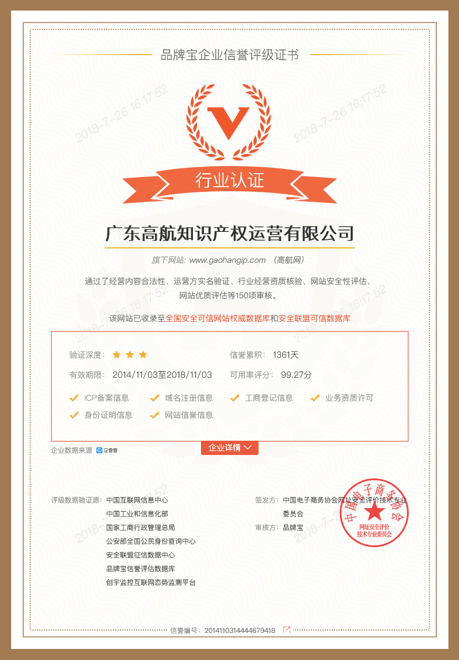 品牌宝企业信誉评级证书
2018-7-26 16:17:52
2018-7-26 16:17:52
V
行业认证
广东高航知识产权运营有限公司
旗下网站: www.gaohangip.com （高航网）
通过了经营内容合法性、运营方实名验证、行业经营资质核验、网站安全性评估、
网站优质评估等150项审核。
该网站已收录至全国安全可信网站权威数据库和安全联盟可信数据库
验证深度：
信誉累积： 1361天
有效期限： 2014/11/03至2018/11/03
可用率评分： 99.27分
ICP备案信息 域名注册信息 工商登记信息 业务资质许可
身份证明信息 网站信誉信息
企业数据来源 企查查
企业详情
评级数据验证源：中国互联网信息中心
中国工业和信息化部
国家工商行政管理总局
公安部全国公民身份查询中心
安全联盟征信数据中心
品牌宝信誉评估数据库
创宇监控互联网态势监测平台
签发方：中国电子商务协会网址安全评价技术专业
委员会
审核方：品牌宝
中国电子商务协会
网址安全评价
技术专业委员会
信誉编号：2014110314444679418